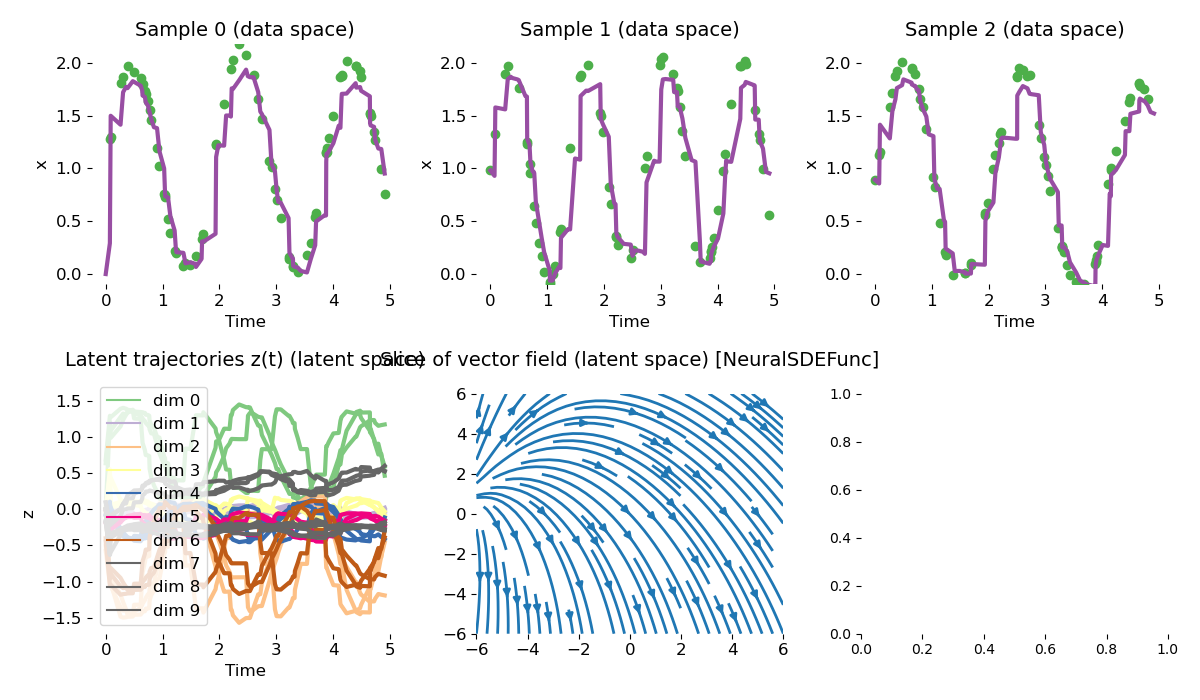 Sample 0 (data space)
Sample 1 (data space)
Sample 2 (data space)
x
2.0
1.5
1.0
0.5
0.0
0 1 2 3 4 5
Time
x
2.0
1.5
1.0
0.5
0.0
0 1 2 3 4 5
Time
x
2.0
1.5
1.0
0.5
0.0
0 1 2 3 4 5
Time
Latent trajectories z(t) (latent space)
z
1.5
1.0
0.5
0.0
−0.5
−1.0
−1.5
dim 0
dim 1
dim 2
dim 3
dim 4
dim 5
dim 6
dim 7
dim 8
dim 9
0 1 2 3 4 5
Time
Slice of vector field (latent space) [NeuralSDEFunc]
6
4
2
0
−2
−4
−6
−6 −4 −2 0 2 4 6
1.0
0.8
0.6
0.4
0.2
0.0
0.0 0.2 0.4 0.6 0.8 1.0